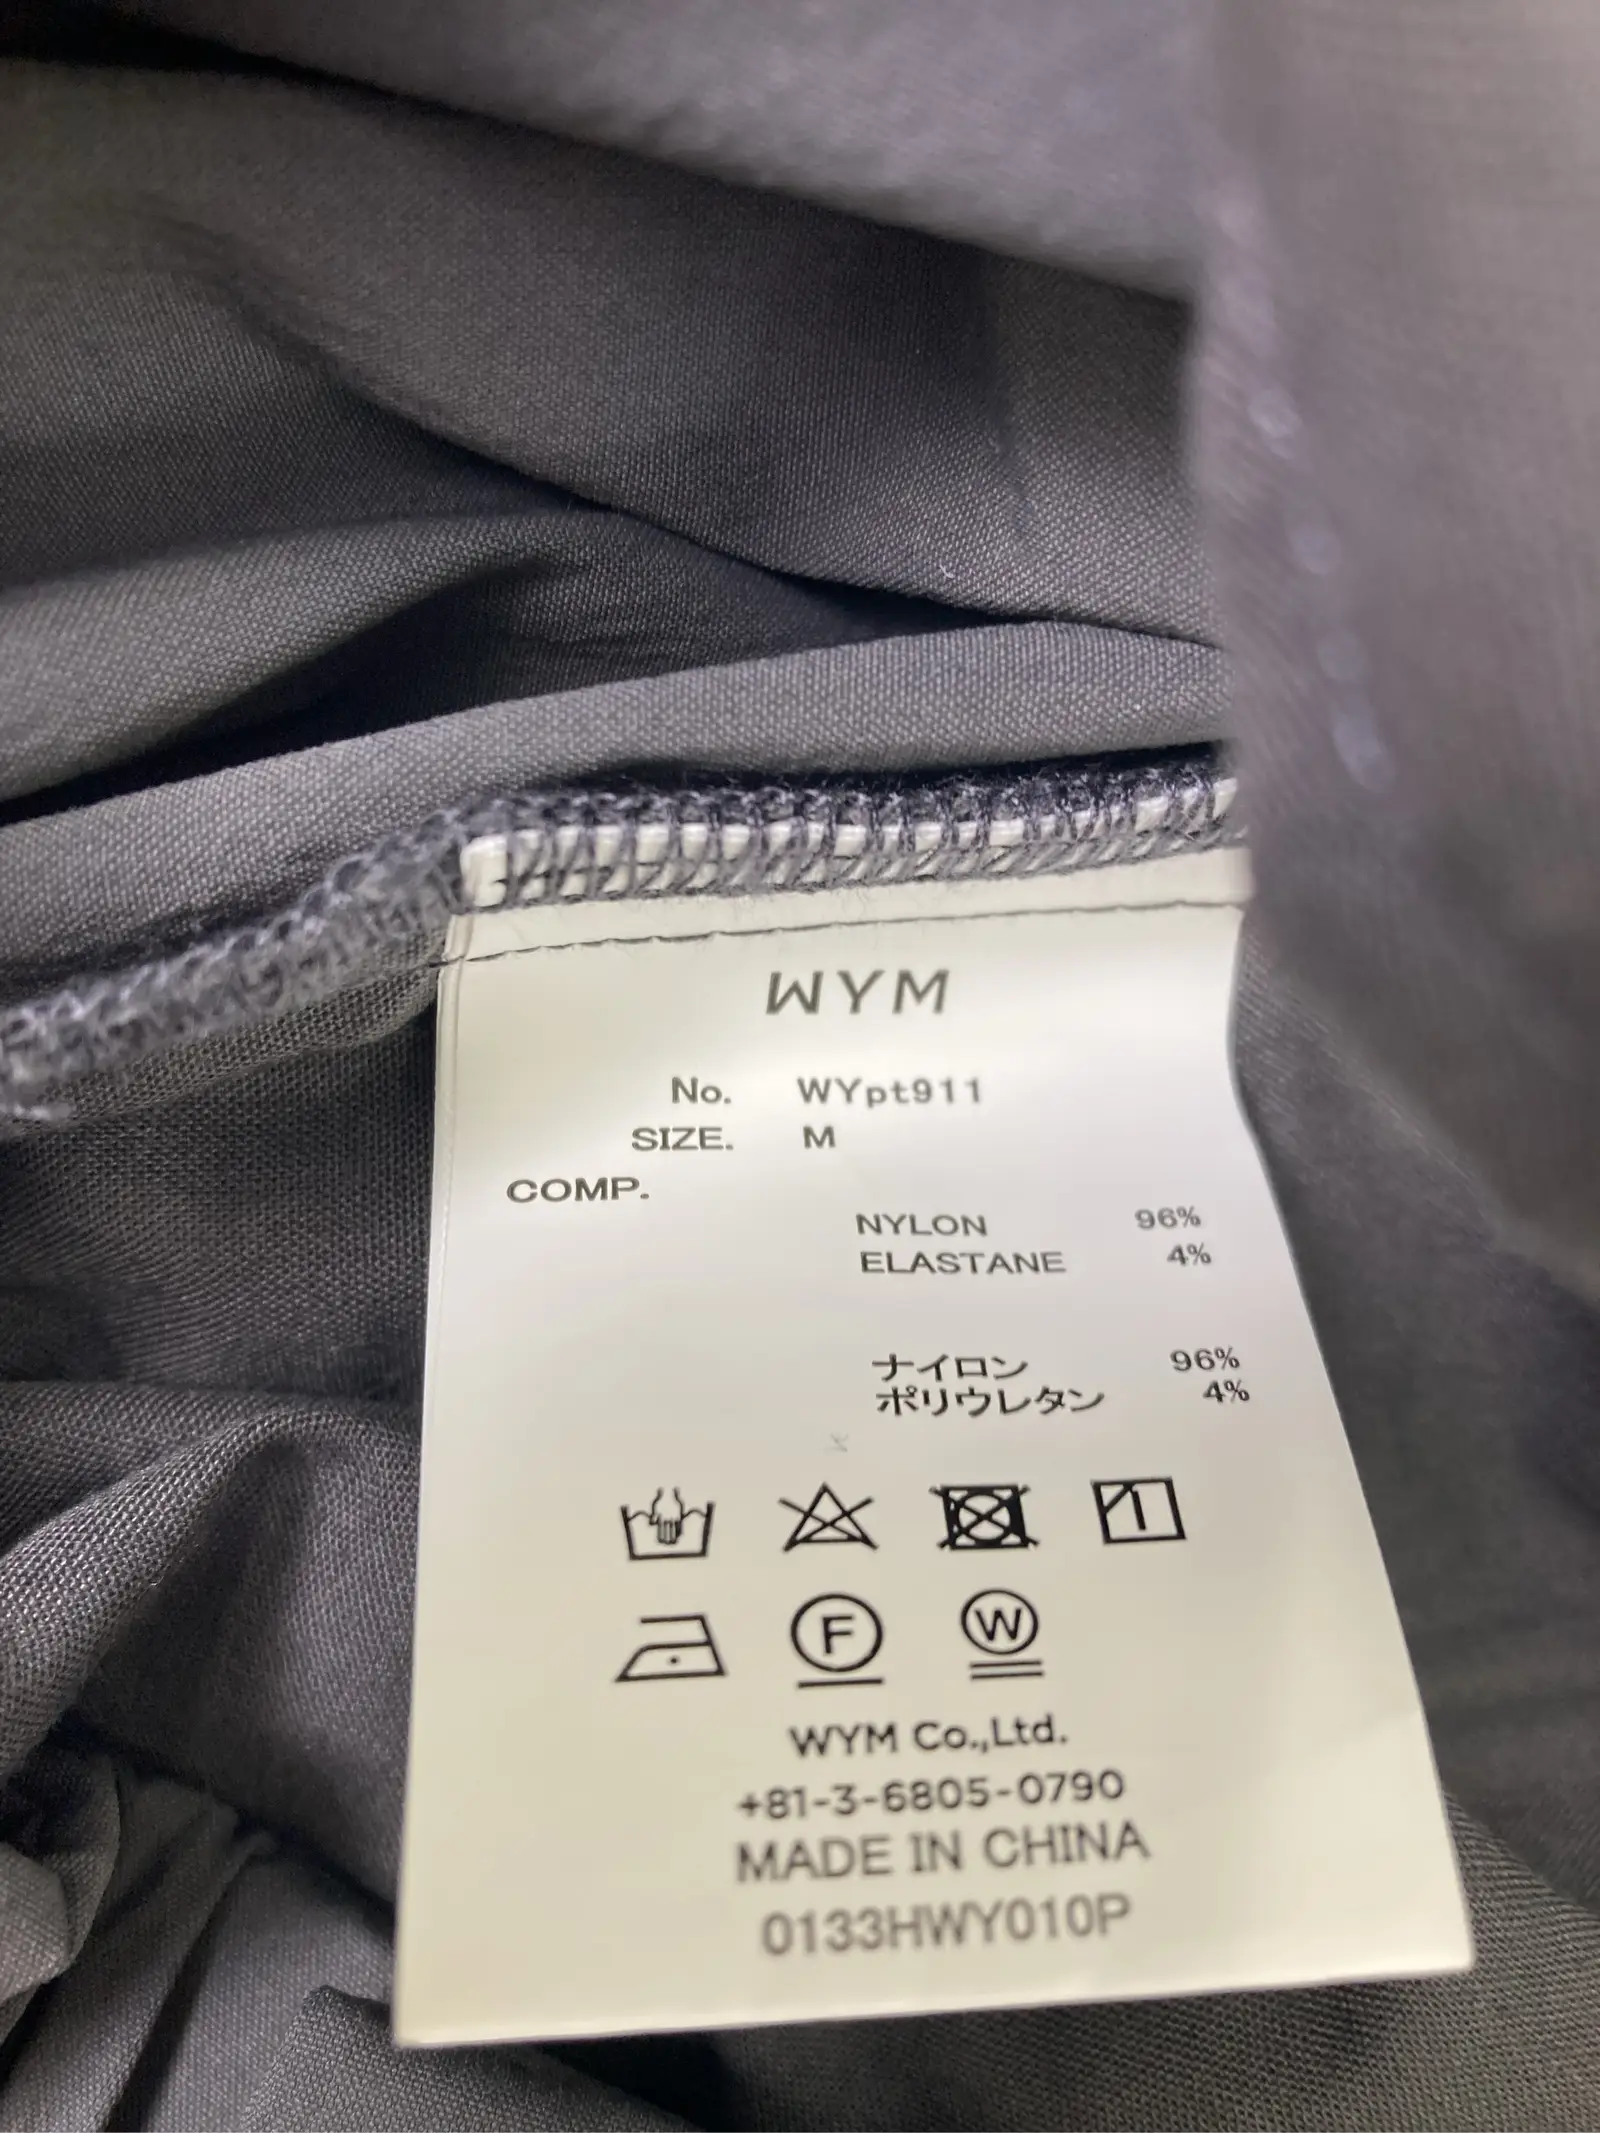 WYM
No. WYpt911
SIZE. M
COMP.
NYLON 96%
ELASTANE 4%
ナイロン 96%
ポリウレタン 4%
F W
WYM Co.,Ltd.
+81-3-6805-0790
MADE IN CHINA
0133HWY010P